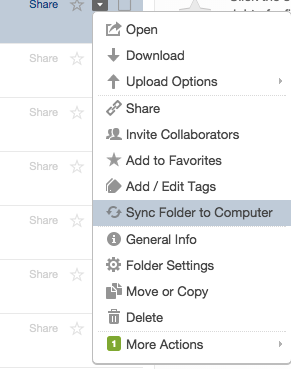 Share
Open
Download
Upload Options
Share
Invite Collaborators
Add to Favorites
Add / Edit Tags
Sync Folder to Computer
General Info
Folder Settings
Move or Copy
Delete
1 More Actions
Share
Share
Share
Share
Share
Share